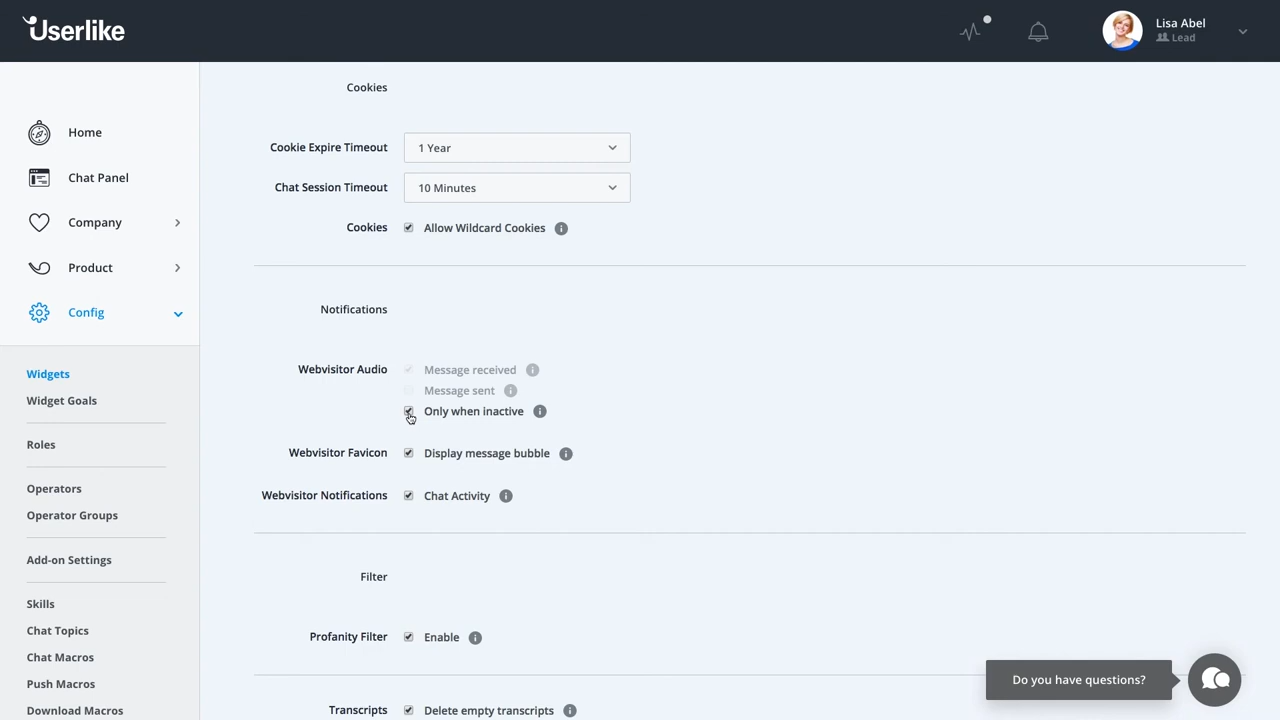 Userlike
Lisa Abel
Lead
Home
Chat Panel
Company
Product
Config
Widgets
Widget Goals
Roles
Operators
Operator Groups
Add-on Settings
Skills
Chat Topics
Chat Macros
Push Macros
Download Macros
Cookies
Cookie Expire Timeout 1 Year
Chat Session Timeout 10 Minutes
Cookies Allow Wildcard Cookies
Notifications
Webvisitor Audio Message received
Message sent
Only when inactive
Webvisitor Favicon Display message bubble
Webvisitor Notifications Chat Activity
Filter
Profanity Filter Enable
Transcripts Delete empty transcripts
Do you have questions?